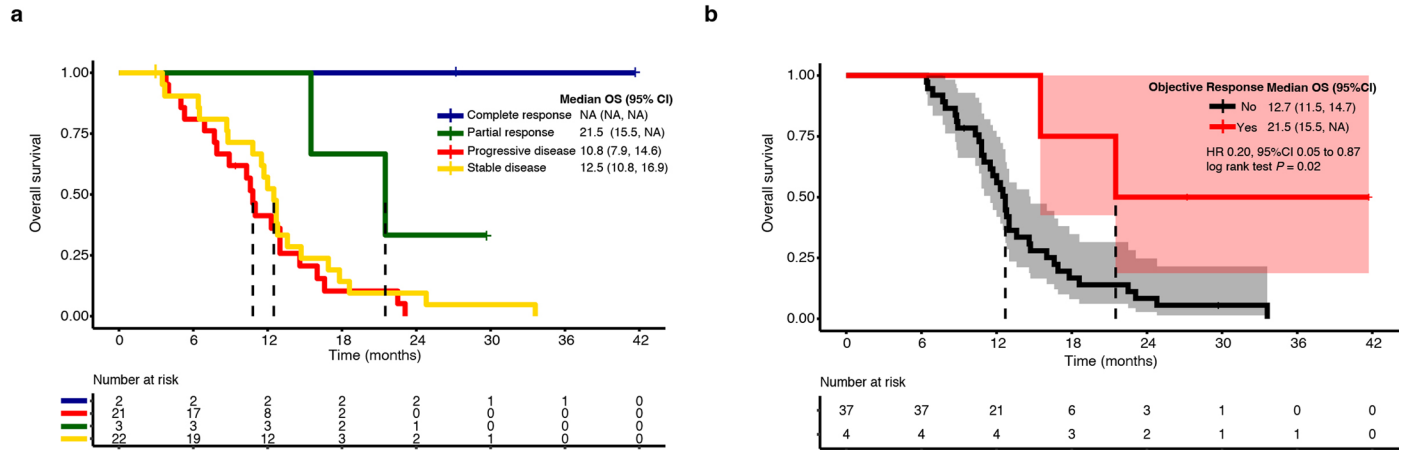 a
Overall survival
1.00
0.75
0.50
0.25
0.00
Median OS (95% CI)
Complete response NA (NA, NA)
Partial response 21.5 (15.5, NA)
Progressive disease 10.8 (7.9, 14.6)
Stable disease 12.5 (10.8, 16.9)
0 6 12 18 24 30 36 42
Time (months)
Number at risk
2 2 2 2 2 1 1 0
21 17 8 2 0 0 0 0
3 3 3 2 1 0 0 0
22 19 12 3 2 1 0 0
b
Overall survival
1.00
0.75
0.50
0.25
0.00
Objective Response Median OS (95%CI)
No 12.7 (11.5, 14.7)
Yes 21.5 (15.5, NA)
HR 0.20, 95%CI 0.05 to 0.87
log rank test P = 0.02
0 6 12 18 24 30 36 42
Time (months)
Number at risk
37 37 21 6 3 1 0 0
4 4 4 3 2 1 1 0